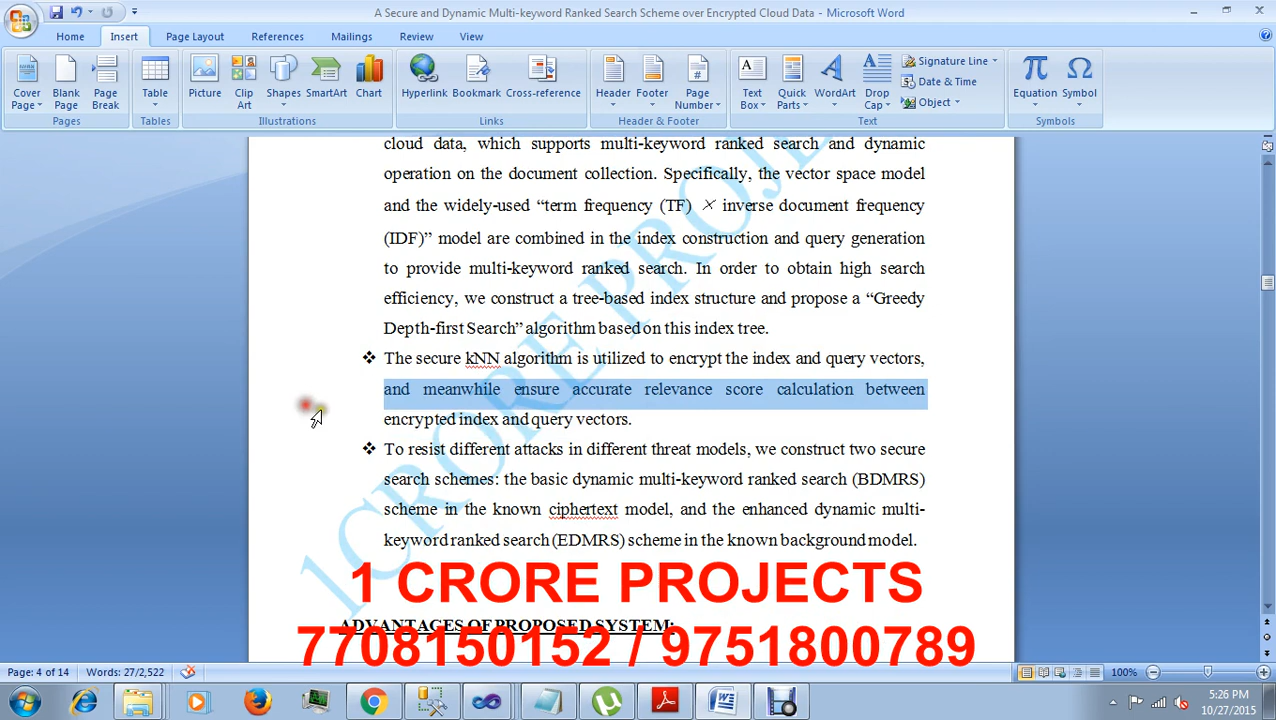 A Secure and Dynamic Multi-keyword Ranked Search Scheme over Encrypted Cloud Data - Microsoft Word
Home Insert Page Layout References Mailings Review View
Cover Page Blank Page Page Break Table Picture Clip Art Shapes SmartArt Chart Hyperlink Bookmark Cross-reference Header Footer Page Number Text Box Quick Parts WordArt Drop Cap Signature Line Date & Time Object Equation Symbol
Pages Tables Illustrations Links Header & Footer Text Symbols
cloud data, which supports multi-keyword ranked search and dynamic
operation on the document collection. Specifically, the vector space model
and the widely-used “term frequency (TF) × inverse document frequency
(IDF)” model are combined in the index construction and query generation
to provide multi-keyword ranked search. In order to obtain high search
efficiency, we construct a tree-based index structure and propose a “Greedy
Depth-first Search” algorithm based on this index tree.
❖ The secure kNN algorithm is utilized to encrypt the index and query vectors,
and meanwhile ensure accurate relevance score calculation between
encrypted index and query vectors.
❖ To resist different attacks in different threat models, we construct two secure
search schemes: the basic dynamic multi-keyword ranked search (BDMRS)
scheme in the known ciphertext model, and the enhanced dynamic multi-
keyword ranked search (EDMRS) scheme in the known background model.
1CRORE PROJE
1 CRORE PROJECTS
ADVANTAGES OF PROPOSED SYSTEM:
7708150152 / 9751800789
Page: 4 of 14 Words: 27/2,522 100%
5:26 PM
10/27/2015